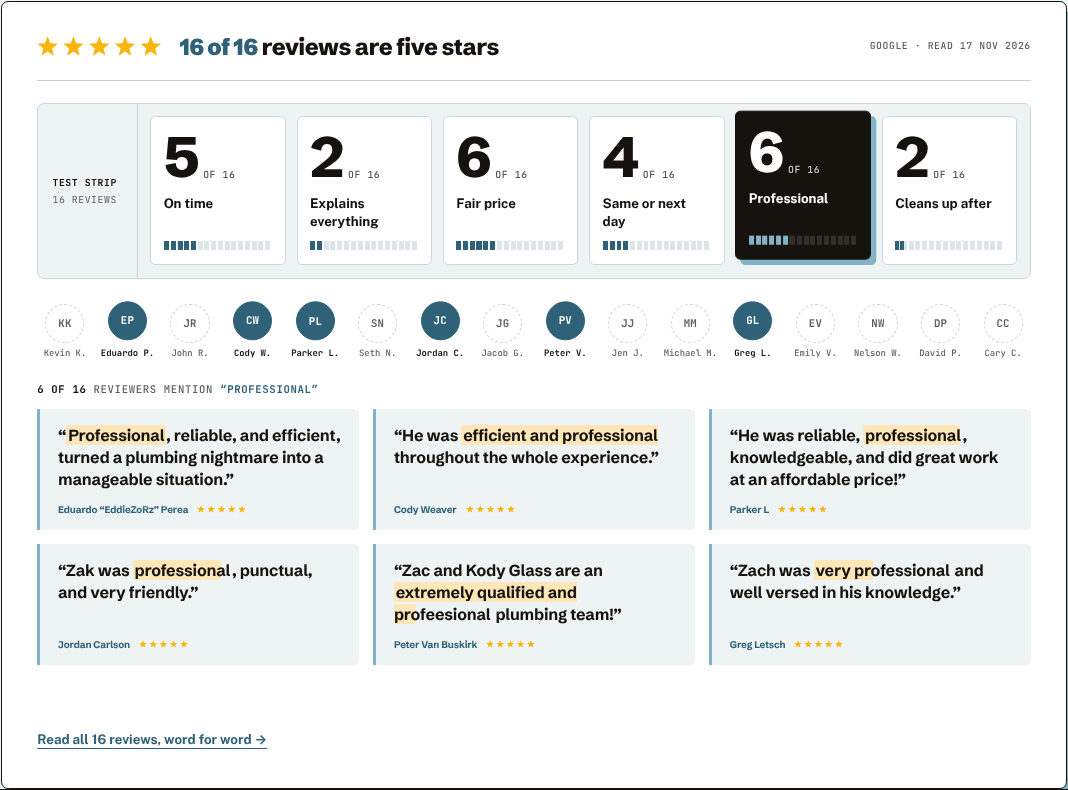 16 of 16 reviews are five stars
GOOGLE · READ 17 NOV 2026
TEST STRIP
16 REVIEWS
5 OF 16
On time
2 OF 16
Explains
everything
6 OF 16
Fair price
4 OF 16
Same or next
day
6 OF 16
Professional
2 OF 16
Cleans up after
KK EP JR CW PL SN JC JG PV JJ MM GL EV NW DP CC
Kevin K. Eduardo P. John R. Cody W. Parker L. Seth N. Jordan C. Jacob G. Peter V. Jen J. Michael M. Greg L. Emily V. Nelson W. David P. Cary C.
6 OF 16 REVIEWERS MENTION “PROFESSIONAL”
“Professional, reliable, and efficient,
turned a plumbing nightmare into a
manageable situation.”
Eduardo “EddieZoRz” Perea
“He was efficient and professional
throughout the whole experience.”
Cody Weaver
“He was reliable, professional,
knowledgeable, and did great work
at an affordable price!”
Parker L
“Zak was professional, punctual,
and very friendly.”
Jordan Carlson
“Zac and Kody Glass are an
extremely qualified and
profeesional plumbing team!”
Peter Van Buskirk
“Zach was very professional and
well versed in his knowledge.”
Greg Letsch
Read all 16 reviews, word for word →